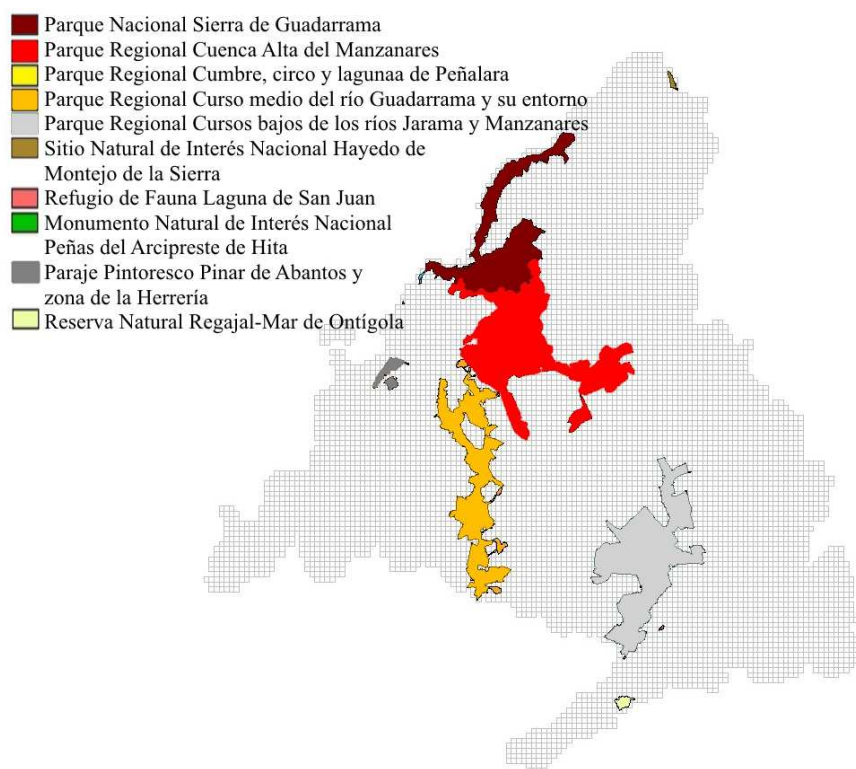 Parque Nacional Sierra de Guadarrama
Parque Regional Cuenca Alta del Manzanares
Parque Regional Cumbre, circo y lagunaa de Peñalara
Parque Regional Curso medio del río Guadarrama y su entorno
Parque Regional Cursos bajos de los ríos Jarama y Manzanares
Sitio Natural de Interés Nacional Hayedo de
Montejo de la Sierra
Refugio de Fauna Laguna de San Juan
Monumento Natural de Interés Nacional
Peñas del Arcipreste de Hita
Paraje Pintoresco Pinar de Abantos y
zona de la Herrería
Reserva Natural Regajal-Mar de Ontígola